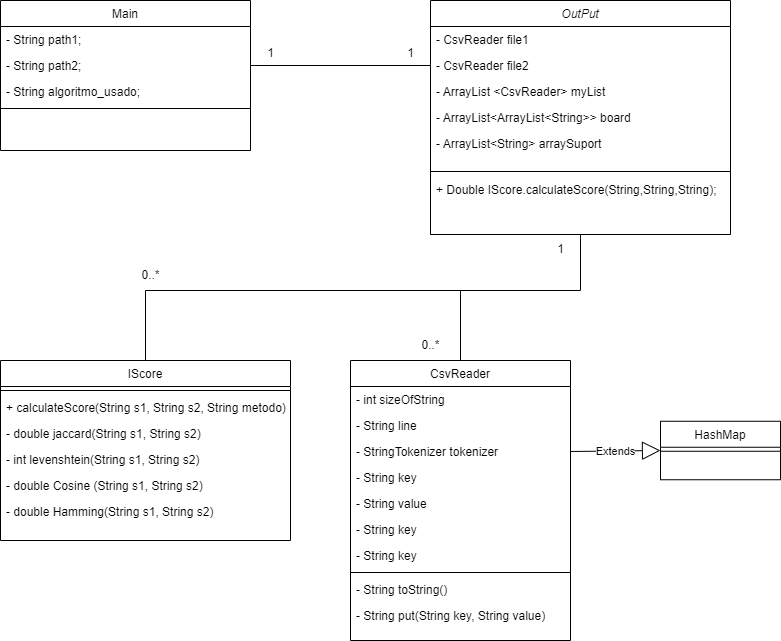 Main
- String path1;
- String path2;
- String algoritmo_usado;
1
1
OutPut
- CsvReader file1
- CsvReader file2
- ArrayList <CsvReader> myList
- ArrayList<ArrayList<String>> board
- ArrayList<String> arraySuport
+ Double IScore.calculateScore(String,String,String);
1
0..*
0..*
IScore
+ calculateScore(String s1, String s2, String metodo)
- double jaccard(String s1, String s2)
- int levenshtein(String s1, String s2)
- double Cosine (String s1, String s2)
- double Hamming(String s1, String s2)
CsvReader
- int sizeOfString
- String line
- StringTokenizer tokenizer
- String key
- String value
- String key
- String key
- String toString()
- String put(String key, String value)
Extends
HashMap